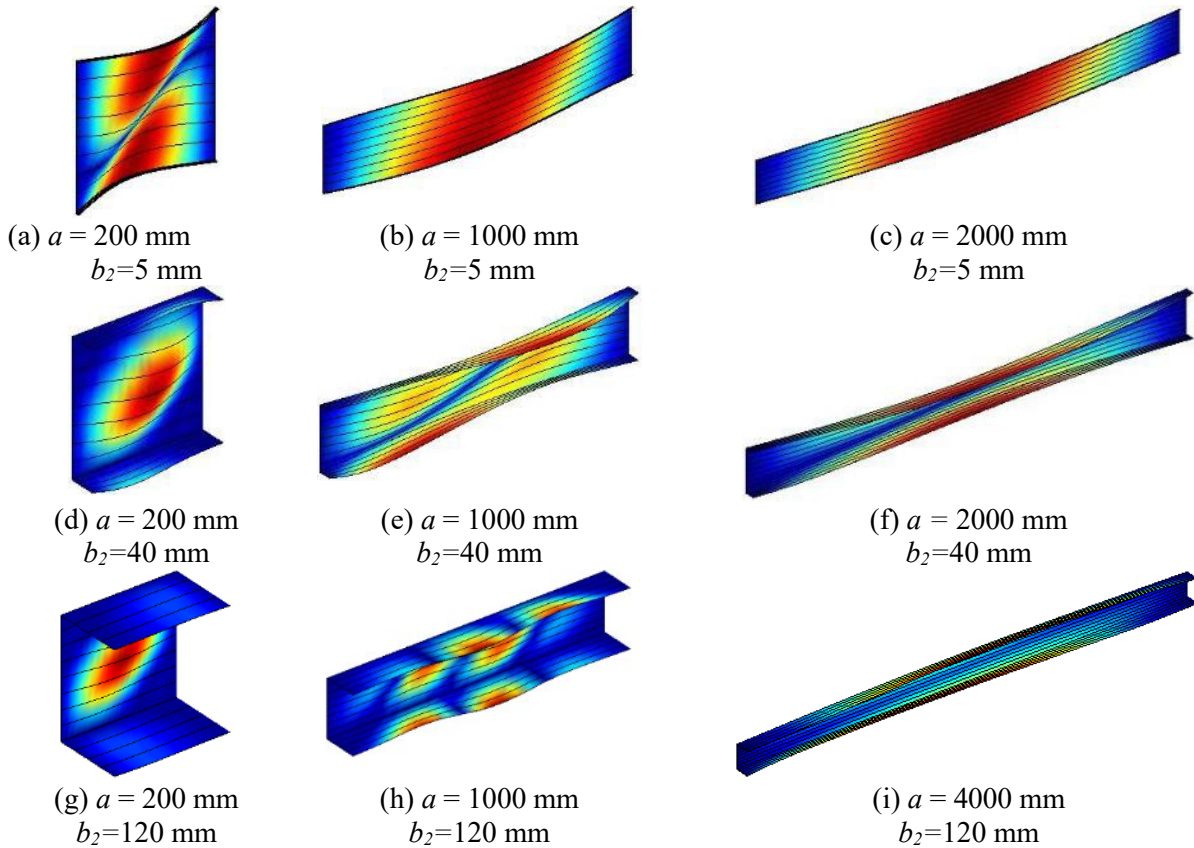 (a) a = 200 mm
b₂=5 mm
(b) a = 1000 mm
b₂=5 mm
(c) a = 2000 mm
b₂=5 mm
(d) a = 200 mm
b₂=40 mm
(e) a = 1000 mm
b₂=40 mm
(f) a = 2000 mm
b₂=40 mm
(g) a = 200 mm
b₂=120 mm
(h) a = 1000 mm
b₂=120 mm
(i) a = 4000 mm
b₂=120 mm